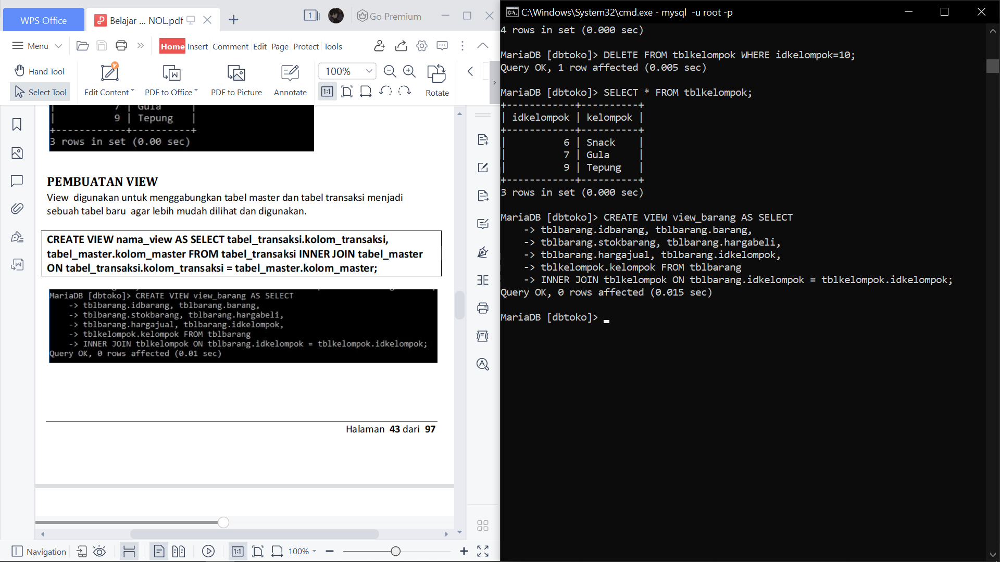 WPS Office
Belajar ... NOL.pdf
1
Go Premium
Menu
Home Insert Comment Edit Page Protect Tools
Hand Tool
Select Tool
Edit Content
PDF to Office
PDF to Picture
Annotate
100%
1:1
Rotate
| 7 | Gula |
| 9 | Tepung |
+------------+----------+
3 rows in set (0.00 sec)
PEMBUATAN VIEW
View digunakan untuk menggabungkan tabel master dan tabel transaksi menjadi
sebuah tabel baru agar lebih mudah dilihat dan digunakan.
CREATE VIEW nama_view AS SELECT tabel_transaksi.kolom_transaksi,
tabel_master.kolom_master FROM tabel_transaksi INNER JOIN tabel_master
ON tabel_transaksi.kolom_transaksi = tabel_master.kolom_master;
MariaDB [dbtoko]> CREATE VIEW view_barang AS SELECT
-> tblbarang.idbarang, tblbarang.barang,
-> tblbarang.stokbarang, tblbarang.hargabeli,
-> tblbarang.hargajual, tblbarang.idkelompok,
-> tblkelompok.kelompok FROM tblbarang
-> INNER JOIN tblkelompok ON tblbarang.idkelompok = tblkelompok.idkelompok;
Query OK, 0 rows affected (0.01 sec)
Halaman 43 dari 97
Navigation
1:1
100%
C:\Windows\System32\cmd.exe - mysql -u root -p
4 rows in set (0.000 sec)
MariaDB [dbtoko]> DELETE FROM tblkelompok WHERE idkelompok=10;
Query OK, 1 row affected (0.005 sec)
MariaDB [dbtoko]> SELECT * FROM tblkelompok;
+------------+----------+
| idkelompok | kelompok |
+------------+----------+
| 6 | Snack |
| 7 | Gula |
| 9 | Tepung |
+------------+----------+
3 rows in set (0.000 sec)
MariaDB [dbtoko]> CREATE VIEW view_barang AS SELECT
-> tblbarang.idbarang, tblbarang.barang,
-> tblbarang.stokbarang, tblbarang.hargabeli,
-> tblbarang.hargajual, tblbarang.idkelompok,
-> tblkelompok.kelompok FROM tblbarang
-> INNER JOIN tblkelompok ON tblbarang.idkelompok = tblkelompok.idkelompok;
Query OK, 0 rows affected (0.015 sec)
MariaDB [dbtoko]> _